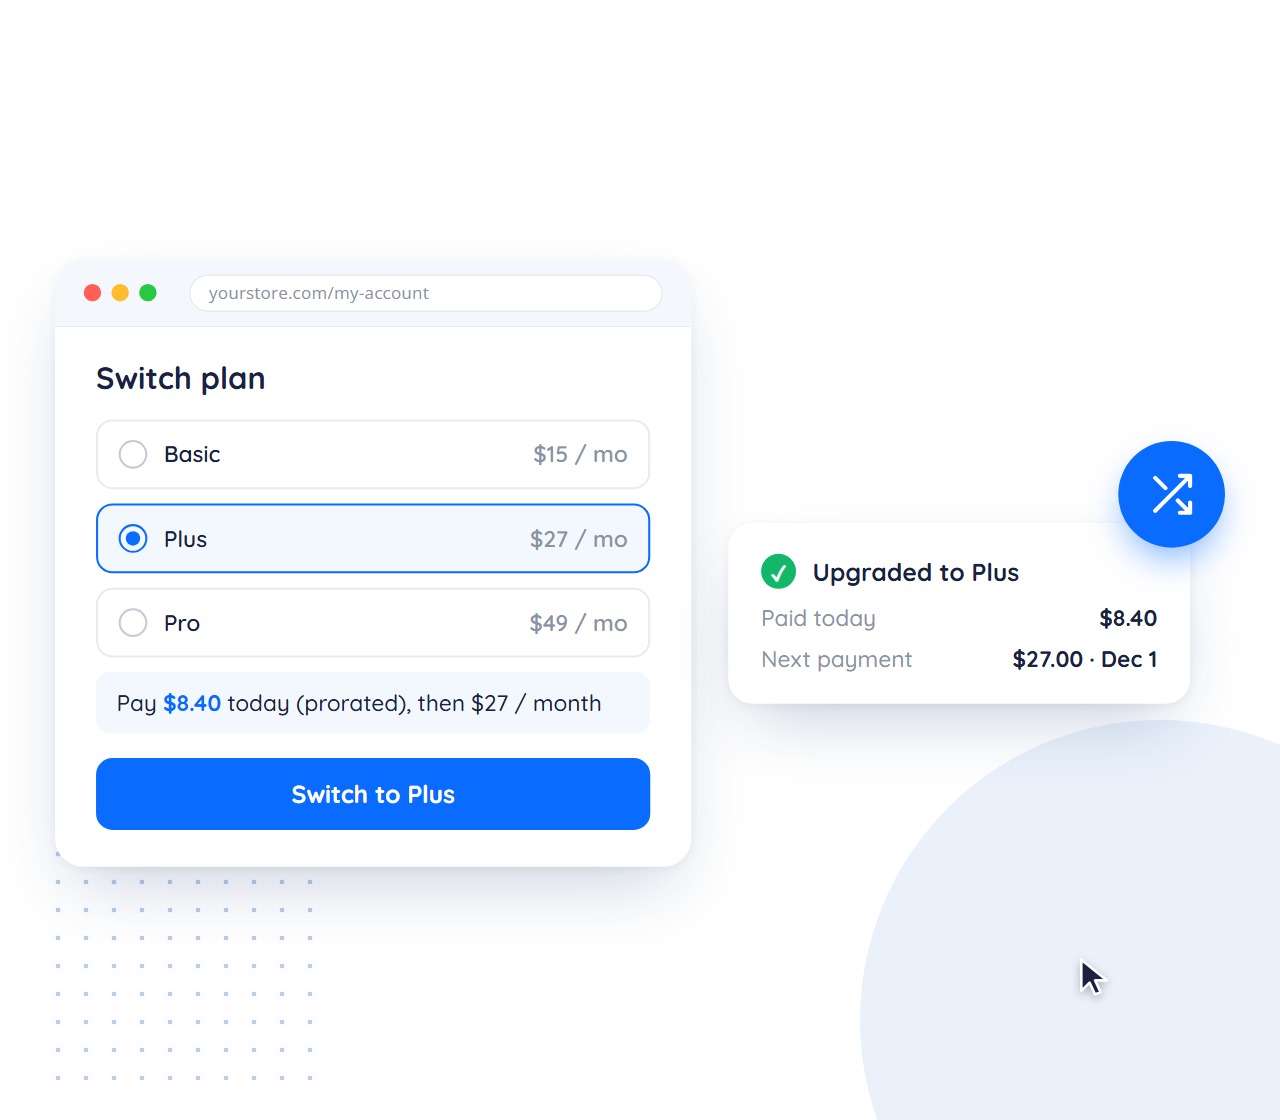 yourstore.com/my-account
Switch plan
Basic $15 / mo
Plus $27 / mo
Pro $49 / mo
Pay $8.40 today (prorated), then $27 / month
Switch to Plus
Upgraded to Plus
Paid today $8.40
Next payment $27.00 · Dec 1